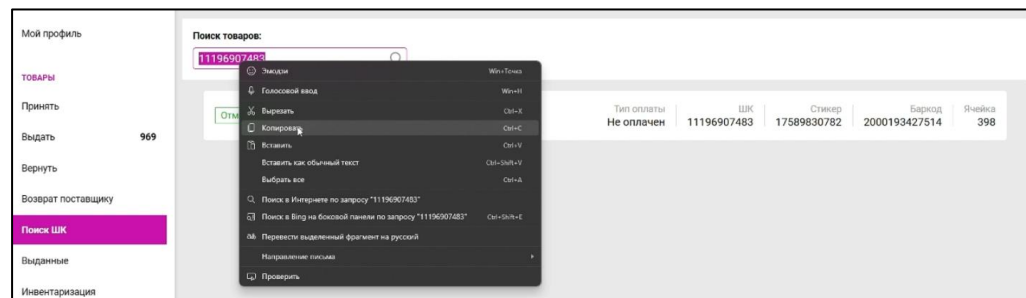 Мой профиль
ТОВАРЫ
Принять
Выдать 969
Вернуть
Возврат поставщику
Поиск ШК
Выданные
Инвентаризация
Поиск товаров:
11196907483
Эмодзи Win+Точка
Голосовой ввод Win+H
Вырезать Ctrl+X
Копировать Ctrl+C
Вставить Ctrl+V
Вставить как обычный текст Ctrl+Shift+V
Выбрать все Ctrl+A
Поиск в Интернете по запросу "11196907483"
Поиск в Bing на боковой панели по запросу "11196907483" Ctrl+Shift+E
Перевести выделенный фрагмент на русский
Направление письма
Проверить
Отм
Тип оплаты ШК Стикер Баркод Ячейка
Не оплачен 11196907483 17589830782 2000193427514 398